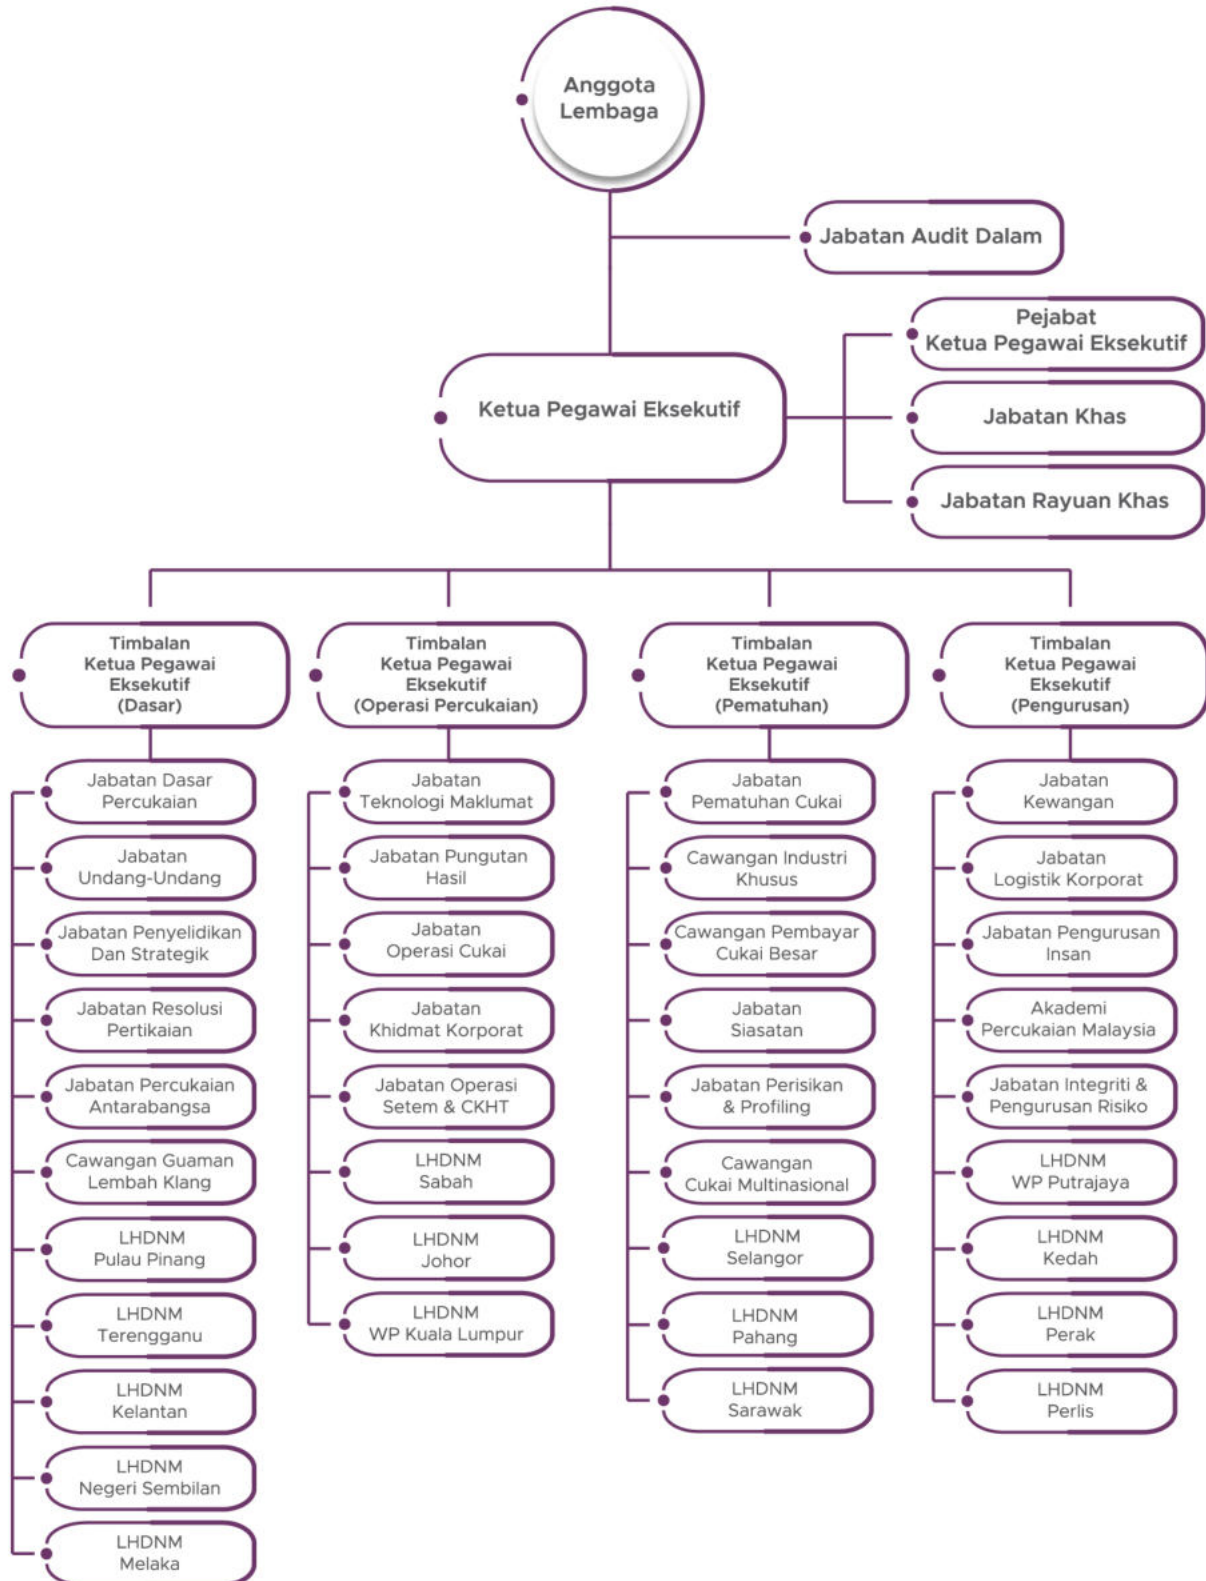 Anggota
Lembaga
Jabatan Audit Dalam
Pejabat
Ketua Pegawai Eksekutif
Ketua Pegawai Eksekutif
Jabatan Khas
Jabatan Rayuan Khas
Timbalan
Ketua Pegawai
Eksekutif
(Dasar)
Jabatan Dasar
Percukaian
Jabatan
Undang-Undang
Jabatan Penyelidikan
Dan Strategik
Jabatan Resolusi
Pertikaian
Jabatan Percukaian
Antarabangsa
Cawangan Guaman
Lembah Klang
LHDNM
Pulau Pinang
LHDNM
Terengganu
LHDNM
Kelantan
LHDNM
Negeri Sembilan
LHDNM
Melaka
Timbalan
Ketua Pegawai
Eksekutif
(Operasi Percukaian)
Jabatan
Teknologi Maklumat
Jabatan Pungutan
Hasil
Jabatan
Operasi Cukai
Jabatan
Khidmat Korporat
Jabatan Operasi
Setem & CKHT
LHDNM
Sabah
LHDNM
Johor
LHDNM
WP Kuala Lumpur
Timbalan
Ketua Pegawai
Eksekutif
(Pematuhan)
Jabatan
Pematuhan Cukai
Cawangan Industri
Khusus
Cawangan Pembayar
Cukai Besar
Jabatan
Siasatan
Jabatan Perisikan
& Profiling
Cawangan
Cukai Multinasional
LHDNM
Selangor
LHDNM
Pahang
LHDNM
Sarawak
Timbalan
Ketua Pegawai
Eksekutif
(Pengurusan)
Jabatan
Kewangan
Jabatan
Logistik Korporat
Jabatan Pengurusan
Insan
Akademi
Percukaian Malaysia
Jabatan Integriti &
Pengurusan Risiko
LHDNM
WP Putrajaya
LHDNM
Kedah
LHDNM
Perak
LHDNM
Perlis